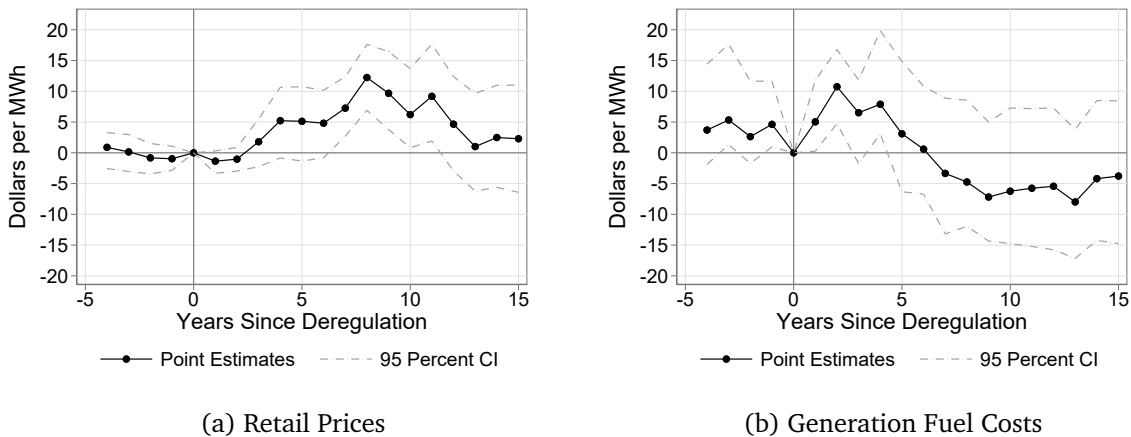 20
15
10
5
0
-5
-10
-15
-20
Dollars per MWh
-5 0 5 10 15
Years Since Deregulation
Point Estimates 95 Percent CI
(a) Retail Prices
20
15
10
5
0
-5
-10
-15
-20
Dollars per MWh
-5 0 5 10 15
Years Since Deregulation
Point Estimates 95 Percent CI
(b) Generation Fuel Costs